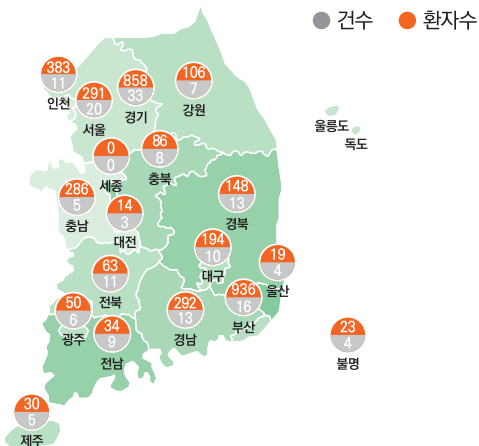 건수 환자수
383
11
인천
291
20
서울
858
33
경기
106
7
강원
울릉도
독도
0
0
세종
86
8
충북
286
5
충남
14
3
대전
148
13
경북
194
10
대구
19
4
울산
63
11
전북
50
6
광주
34
9
전남
292
13
경남
936
16
부산
23
4
불명
30
5
제주